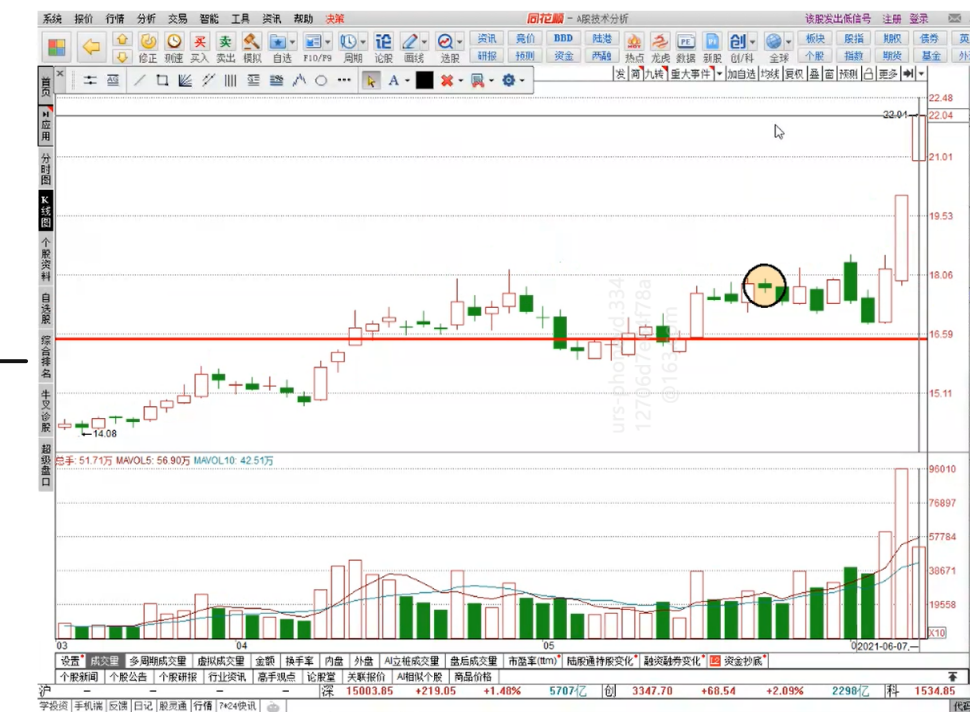 系统 报价 行情 分析 交易 智能 工具 资讯 帮助 决策 同花顺 - A股技术分析 该股发出低信号 注册 登录
资讯 竞价 BBD 陆港 板块 股指 期权 债券 英
修正 测速 买入 卖出 模拟 自选 F10/F9 周期 论股 画线 选股 研报 预测 资金 两融 热点 龙虎 数据 新股 创/科 全球 个股 指数 期货 基金 外
首页 发 九转 重大事件 加自选 均线 复权 叠 窗 预测 更多
应用
分时图
K线图
个股资料
自选股
综合排名
牛叉诊股
超级盘口
22.48
22.04 22.04
21.01
19.53
18.06
16.59
15.11
14.08
@163
总手: 51.71万 MAVOL5: 56.90万 MAVOL10: 42.51万
96010
76897
57784
38671
19558
X10
03 04 05 2021-06-07,一
设置 成交量 多周期成交量 虚拟成交量 金额 换手率 内盘 外盘 AI立桩成交量 盘后成交量 市盈率(ttm) 陆股通持股变化 融资融券变化 L2 资金抄底
个股新闻 个股公告 个股研报 行业资讯 高手观点 论股堂 关联报价 AI相似个股 商品价格
沪 - - - - 深 15003.85 +219.05 +1.48% 5707亿 创 3347.70 +68.54 +2.09% 2298亿 科 1534.85
学投资 手机端 反馈 日记 股灵通 行情 7*24快讯 代码